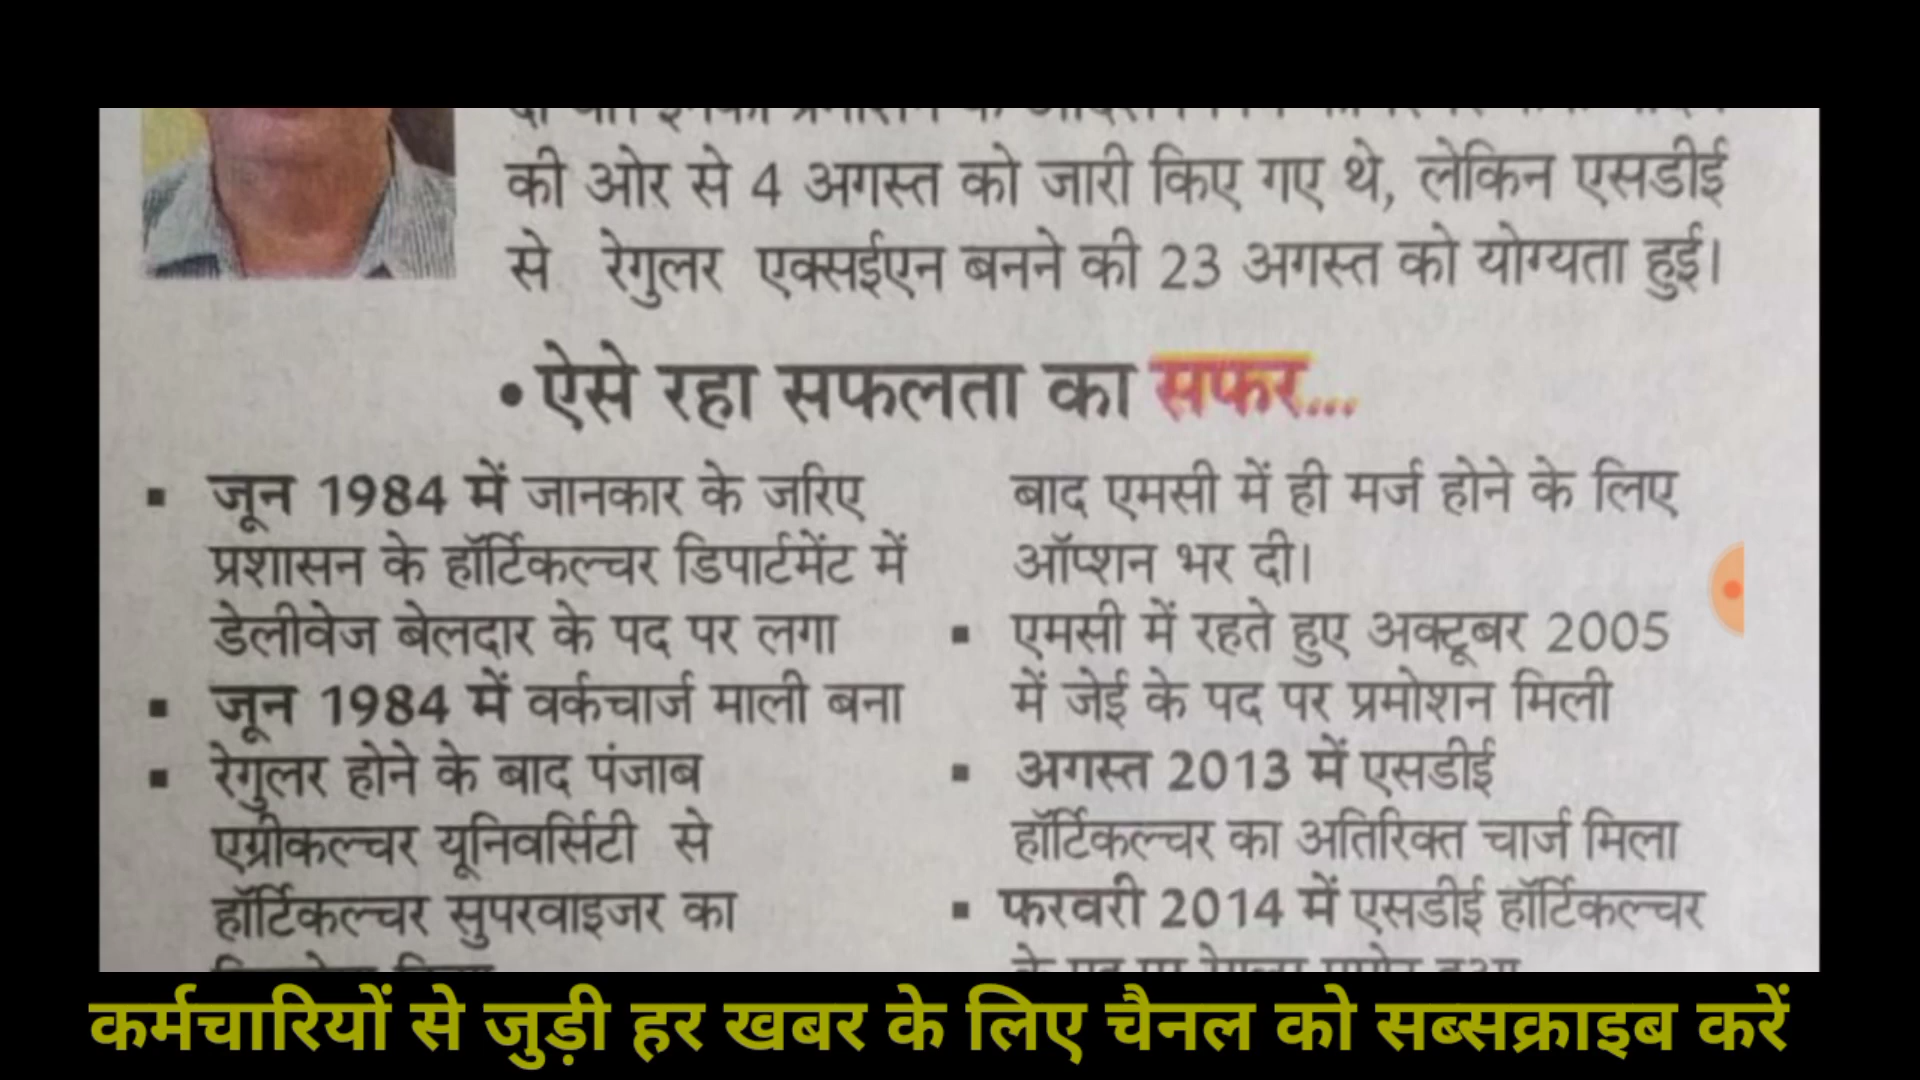 की ओर से 4 अगस्त को जारी किए गए थे, लेकिन एसडीई
से रेगुलर एक्सईएन बनने की 23 अगस्त को योग्यता हुई।
• ऐसे रहा सफलता का सफर...
▪ जून 1984 में जानकार के जरिए
प्रशासन के हॉर्टिकल्चर डिपार्टमेंट में
डेलीवेज बेलदार के पद पर लगा
▪ जून 1984 में वर्कचार्ज माली बना
▪ रेगुलर होने के बाद पंजाब
एग्रीकल्चर यूनिवर्सिटी से
हॉर्टिकल्चर सुपरवाइजर का
बाद एमसी में ही मर्ज होने के लिए
ऑप्शन भर दी।
▪ एमसी में रहते हुए अक्टूबर 2005
में जेई के पद पर प्रमोशन मिली
▪ अगस्त 2013 में एसडीई
हॉर्टिकल्चर का अतिरिक्त चार्ज मिला
▪ फरवरी 2014 में एसडीई हॉर्टिकल्चर
कर्मचारियों से जुड़ी हर खबर के लिए चैनल को सब्सक्राइब करें